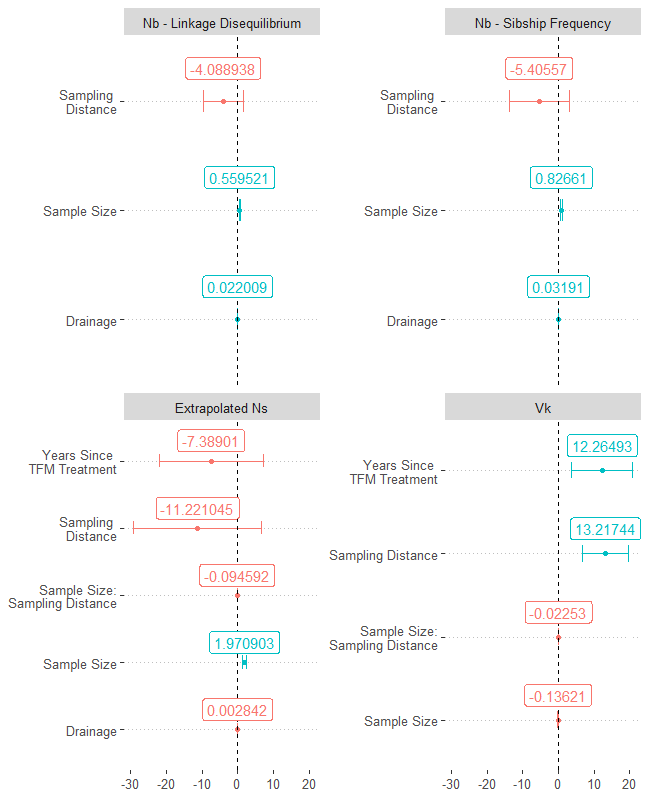 Nb - Linkage Disequilibrium
-4.088938
Sampling
Distance
0.559521
Sample Size
0.022009
Drainage
Nb - Sibship Frequency
-5.40557
Sampling
Distance
0.82661
Sample Size
0.03191
Drainage
Extrapolated Ns
-7.38901
Years Since
TFM Treatment
-11.221045
Sampling
Distance
-0.094592
Sample Size:
Sampling Distance
1.970903
Sample Size
0.002842
Drainage
-30 -20 -10 0 10 20
Vk
12.26493
Years Since
TFM Treatment
13.21744
Sampling Distance
-0.02253
Sample Size:
Sampling Distance
-0.13621
Sample Size
-30 -20 -10 0 10 20